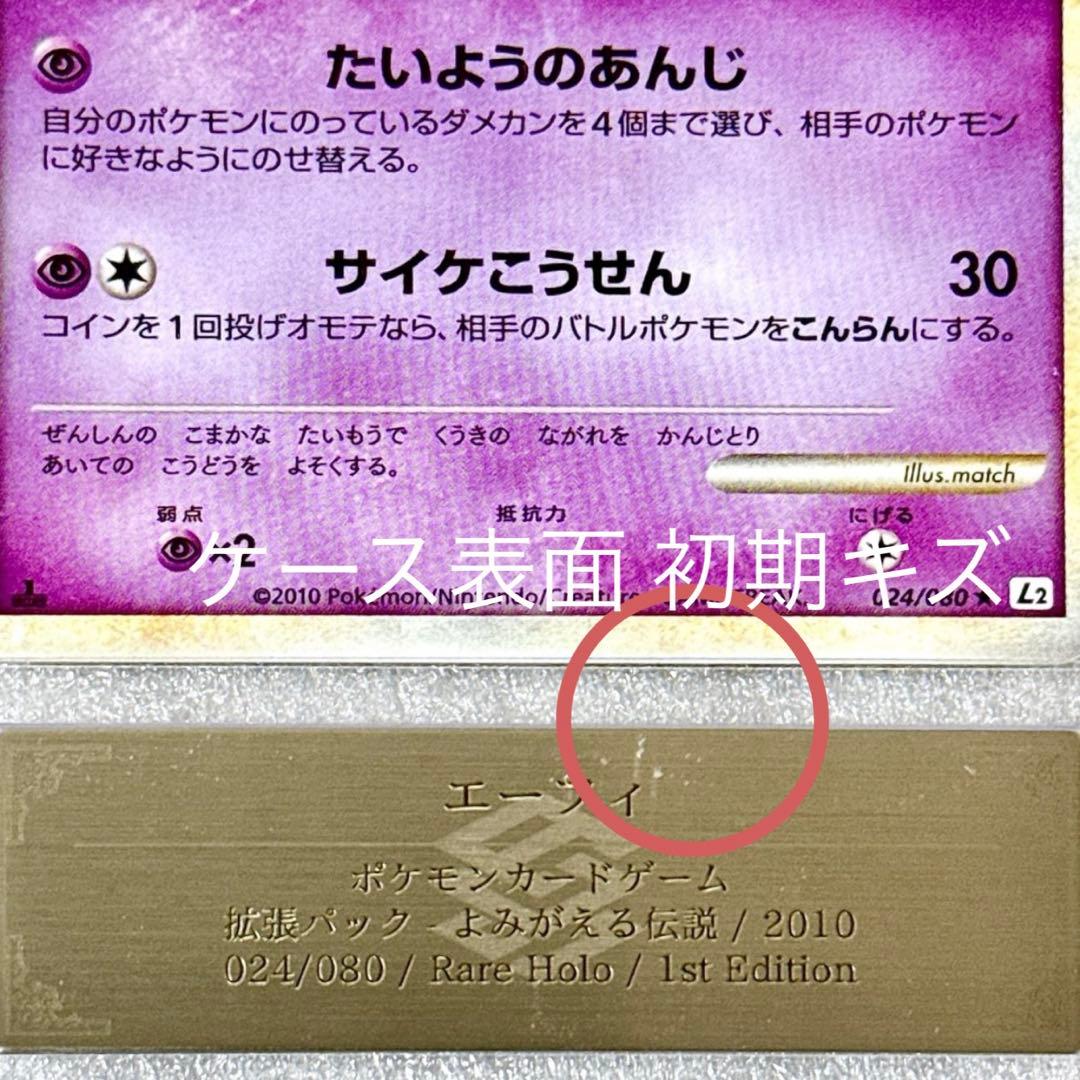 たいようのあんじ
自分のポケモンにのっているダメカンを4個まで選び、相手のポケモン
に好きなようにのせ替える。
サイケこうせん 30
コインを1回投げオモテなら、相手のバトルポケモンをこんらんにする。
ぜんしんの こまかな たいもうで くうきの ながれを かんじとり
あいての こうどうを よそくする。
Illus.match
弱点 抵抗力 にげる
×2
ケース表面 初期キズ
©2010 Pokémon/Nintendo/Creatures
024/080 ★ L2
エーフィ
ポケモンカードゲーム
拡張パック - よみがえる伝説 / 2010
024/080 / Rare Holo / 1st Edition